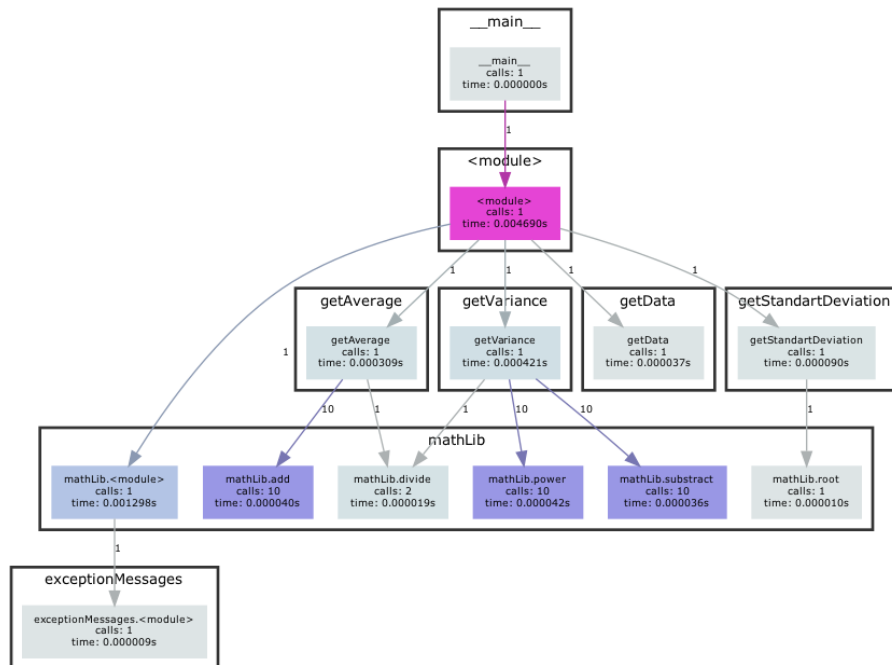 __main__
__main__
calls: 1
time: 0.000000s
1
<module>
<module>
calls: 1
time: 0.004690s
1
1
1
1
1
getAverage
getAverage
calls: 1
time: 0.000309s
getVariance
getVariance
calls: 1
time: 0.000421s
getData
getData
calls: 1
time: 0.000037s
getStandartDeviation
getStandartDeviation
calls: 1
time: 0.000090s
10
1
1
10
10
1
mathLib
mathLib.<module>
calls: 1
time: 0.001298s
mathLib.add
calls: 10
time: 0.000040s
mathLib.divide
calls: 2
time: 0.000019s
mathLib.power
calls: 10
time: 0.000042s
mathLib.substract
calls: 10
time: 0.000036s
mathLib.root
calls: 1
time: 0.000010s
1
exceptionMessages
exceptionMessages.<module>
calls: 1
time: 0.000009s